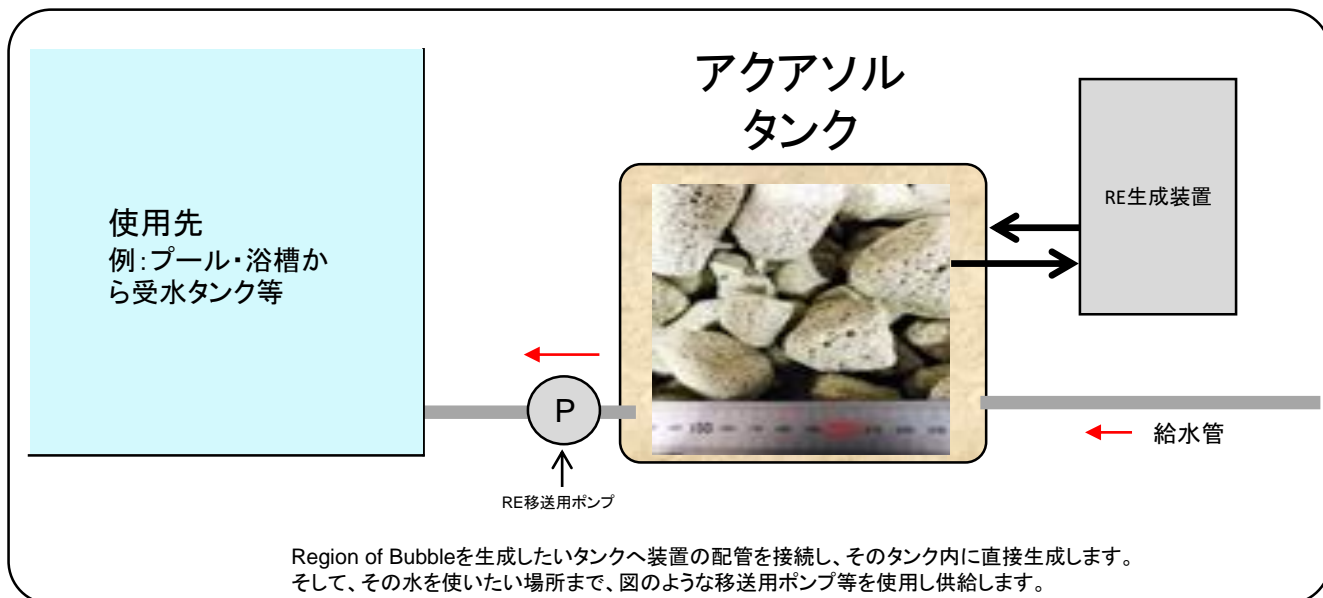 アクアソル
タンク
RE生成装置
使用先
例：プール・浴槽か
ら受水タンク等
P
100
給水管
RE移送用ポンプ
Region of Bubbleを生成したいタンクへ装置の配管を接続し、そのタンク内に直接生成します。
そして、その水を使いたい場所まで、図のような移送用ポンプ等を使用し供給します。